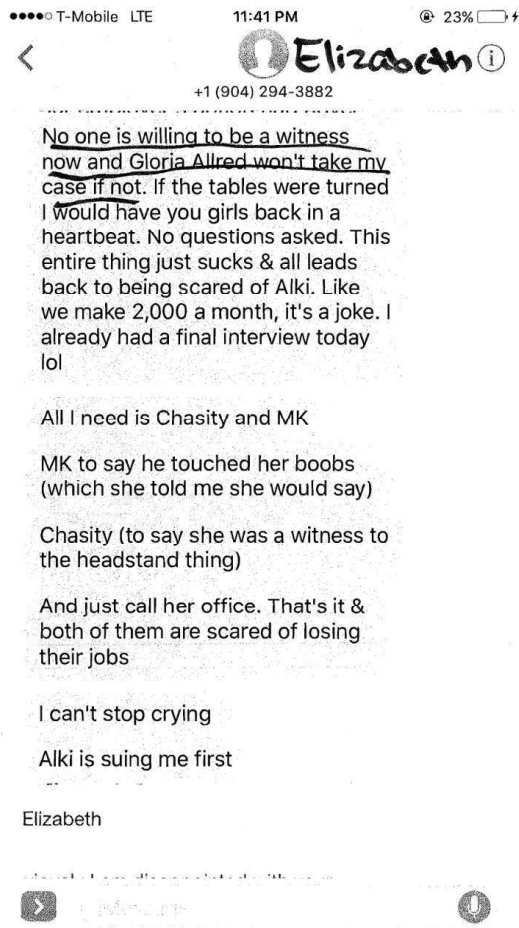 T-Mobile LTE 11:41 PM 23%
Elizabeth
+1 (904) 294-3882
No one is willing to be a witness
now and Gloria Allred won't take my
case if not. If the tables were turned
I would have you girls back in a
heartbeat. No questions asked. This
entire thing just sucks & all leads
back to being scared of Alki. Like
we make 2,000 a month, it's a joke. I
already had a final interview today
lol
All I need is Chasity and MK
MK to say he touched her boobs
(which she told me she would say)
Chasity (to say she was a witness to
the headstand thing)
And just call her office. That's it &
both of them are scared of losing
their jobs
I can't stop crying
Alki is suing me first
Elizabeth